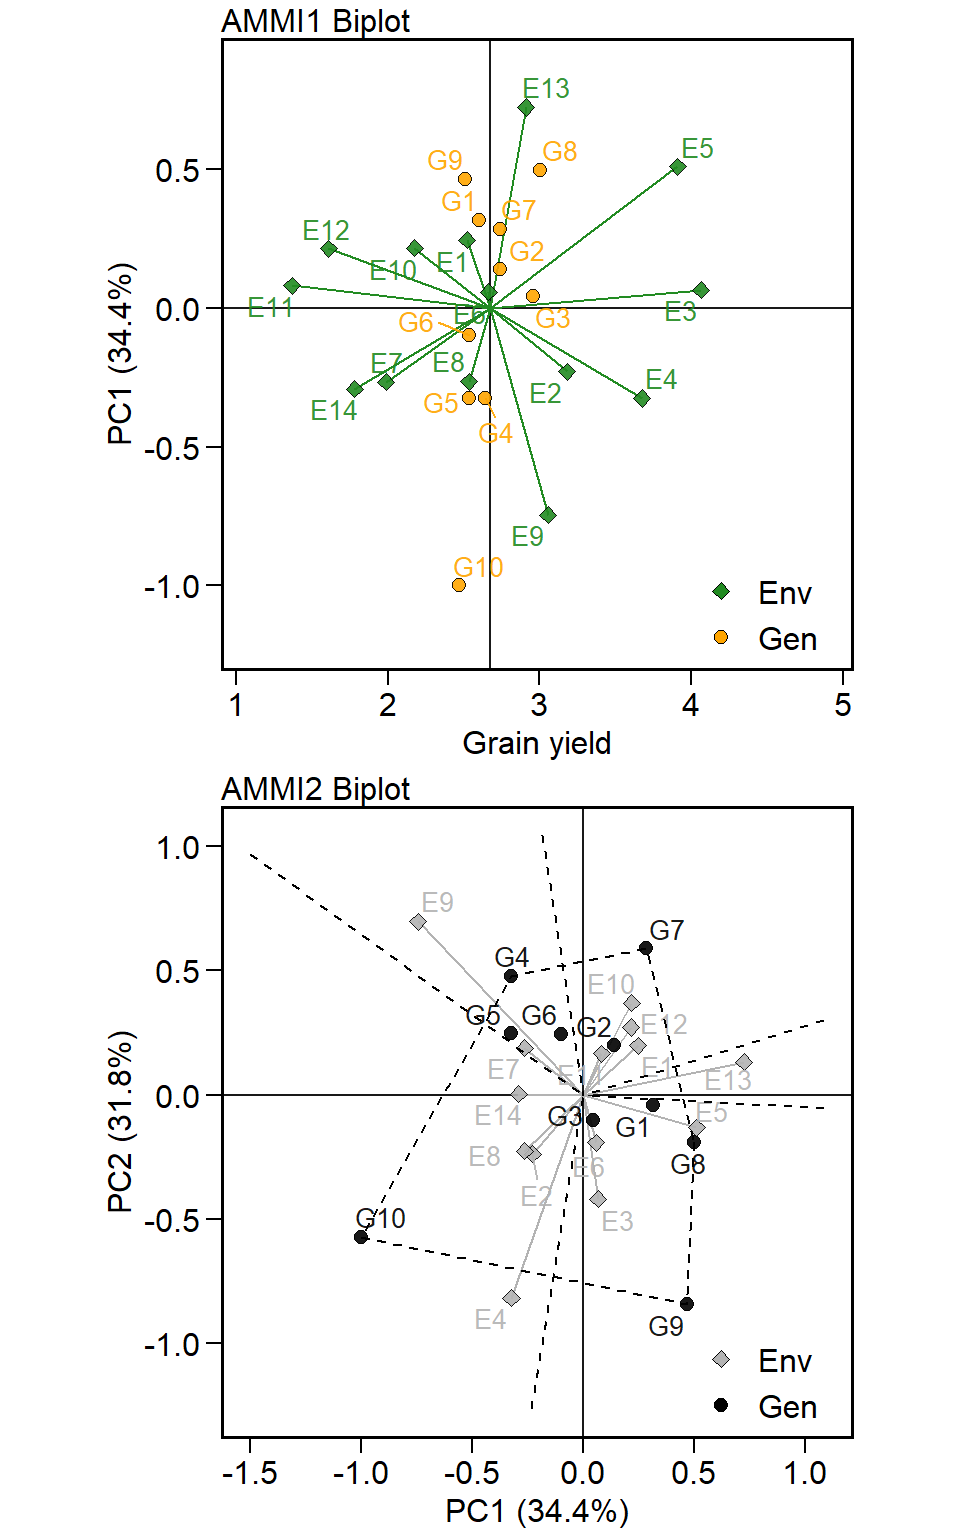 AMMI1 Biplot
E13
E5
G8
G9
G1
G7
E12
E10
E1
G2
E11
E6
G3
E3
G6
E7
E8
E14
G5
G4
E2
E4
E9
G10
0.5
0.0
-0.5
-1.0
PC1 (34.4%)
Env
Gen
1 2 3 4 5
Grain yield
AMMI2 Biplot
E9
G7
G4
E10
G5
G6
G2
E12
E7
E11
E1
E13
E14
G3
G1
E5
E8
E6
G8
E2
E3
G10
E4
G9
1.0
0.5
0.0
-0.5
-1.0
PC2 (31.8%)
Env
Gen
-1.5 -1.0 -0.5 0.0 0.5 1.0
PC1 (34.4%)